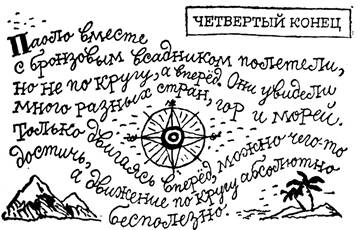 ЧЕТВЕРТЫЙ КОНЕЦ
Паоло вместе
с бронзовым всадником полетели,
но не по кругу, а вперёд. Они увидели
много разных стран, гор и морей.
Только двигаясь вперёд, можно чего-то
достичь, а движение по кругу абсолютно
бесполезно.